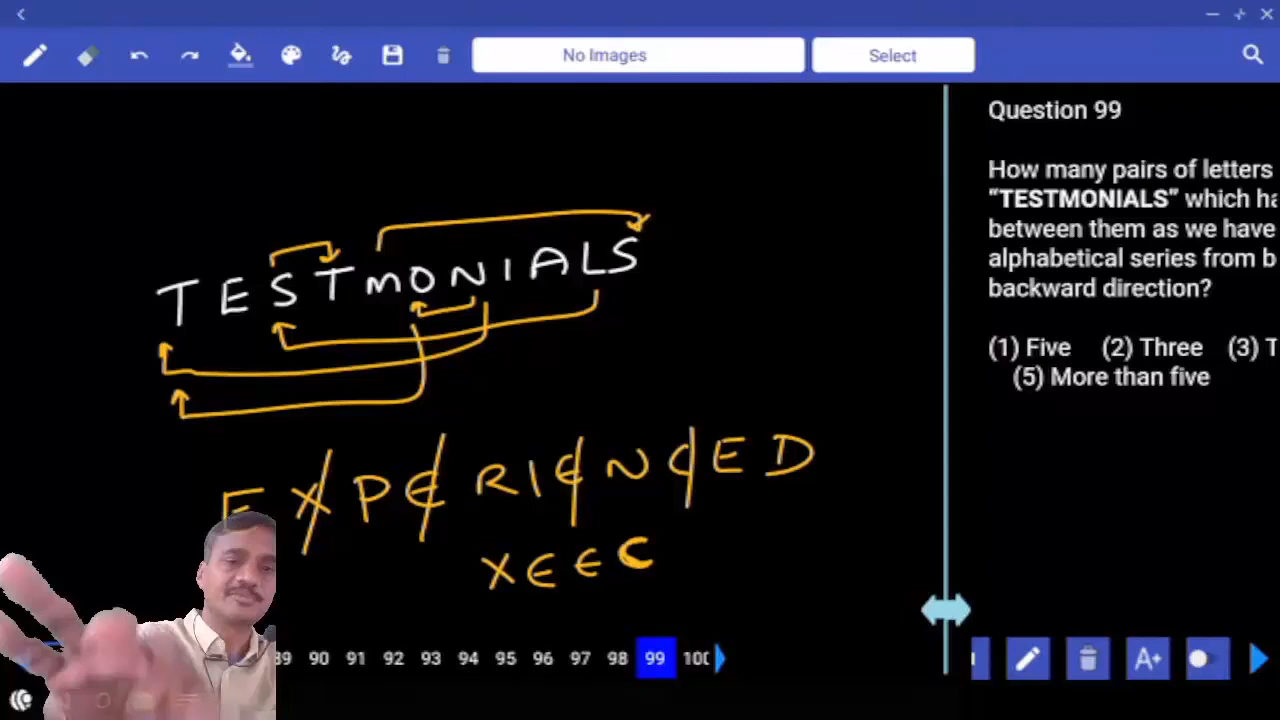 No Images
Select
Question 99
How many pairs of letters
“TESTMONIALS” which ha
between them as we have
alphabetical series from b
backward direction?
(1) Five (2) Three (3) T
(5) More than five
TESTMONIALS
EXPERIENCED
XEEC
89 90 91 92 93 94 95 96 97 98 99 100
A+